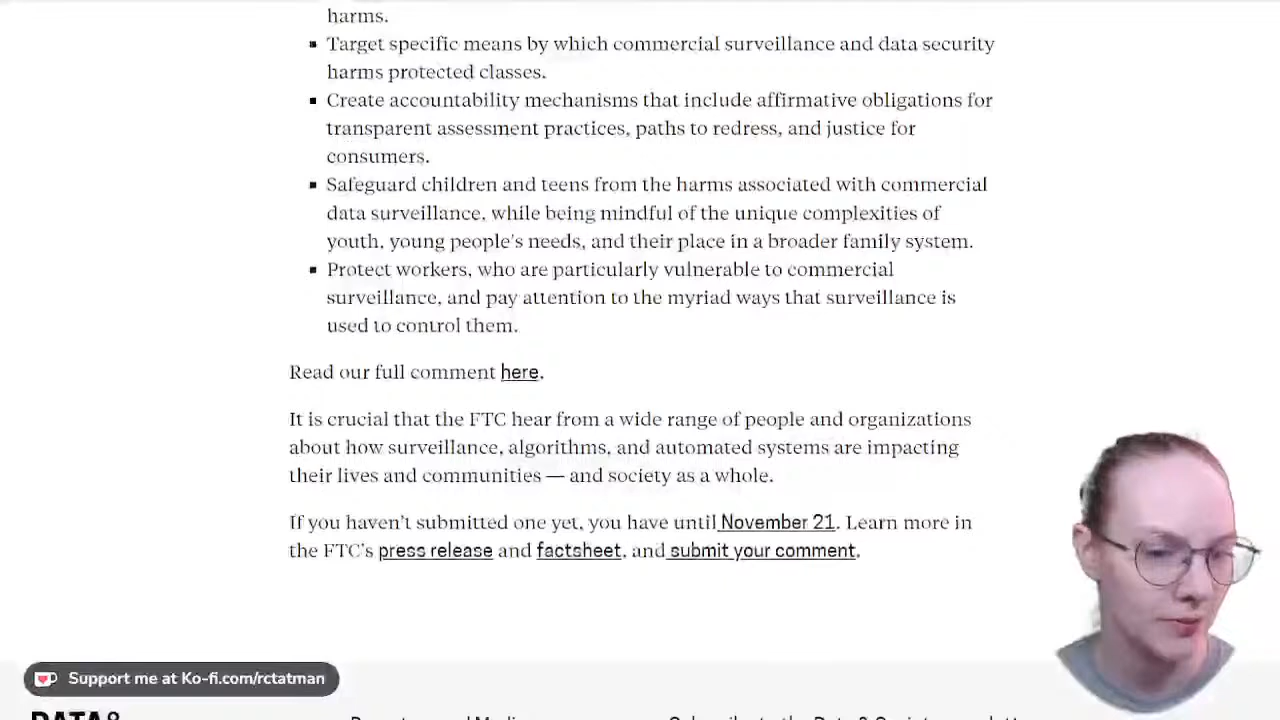 harms.
▪ Target specific means by which commercial surveillance and data security
harms protected classes.
▪ Create accountability mechanisms that include affirmative obligations for
transparent assessment practices, paths to redress, and justice for
consumers.
▪ Safeguard children and teens from the harms associated with commercial
data surveillance, while being mindful of the unique complexities of
youth, young people's needs, and their place in a broader family system.
▪ Protect workers, who are particularly vulnerable to commercial
surveillance, and pay attention to the myriad ways that surveillance is
used to control them.
Read our full comment here.
It is crucial that the FTC hear from a wide range of people and organizations
about how surveillance, algorithms, and automated systems are impacting
their lives and communities — and society as a whole.
If you haven't submitted one yet, you have until November 21. Learn more in
the FTC's press release and factsheet, and submit your comment.
Support me at Ko-fi.com/rctatman
DATA&